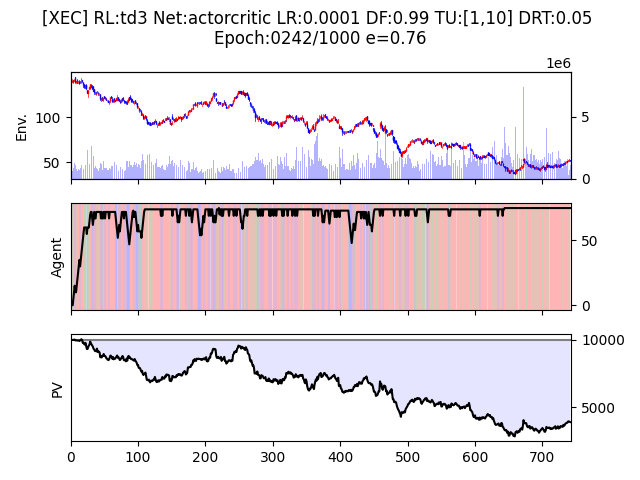 [XEC] RL:td3 Net:actorcritic LR:0.0001 DF:0.99 TU:[1,10] DRT:0.05
Epoch:0242/1000 e=0.76
1e6
Env.
100
50
5
0
Agent
50
0
PV
10000
5000
0 100 200 300 400 500 600 700